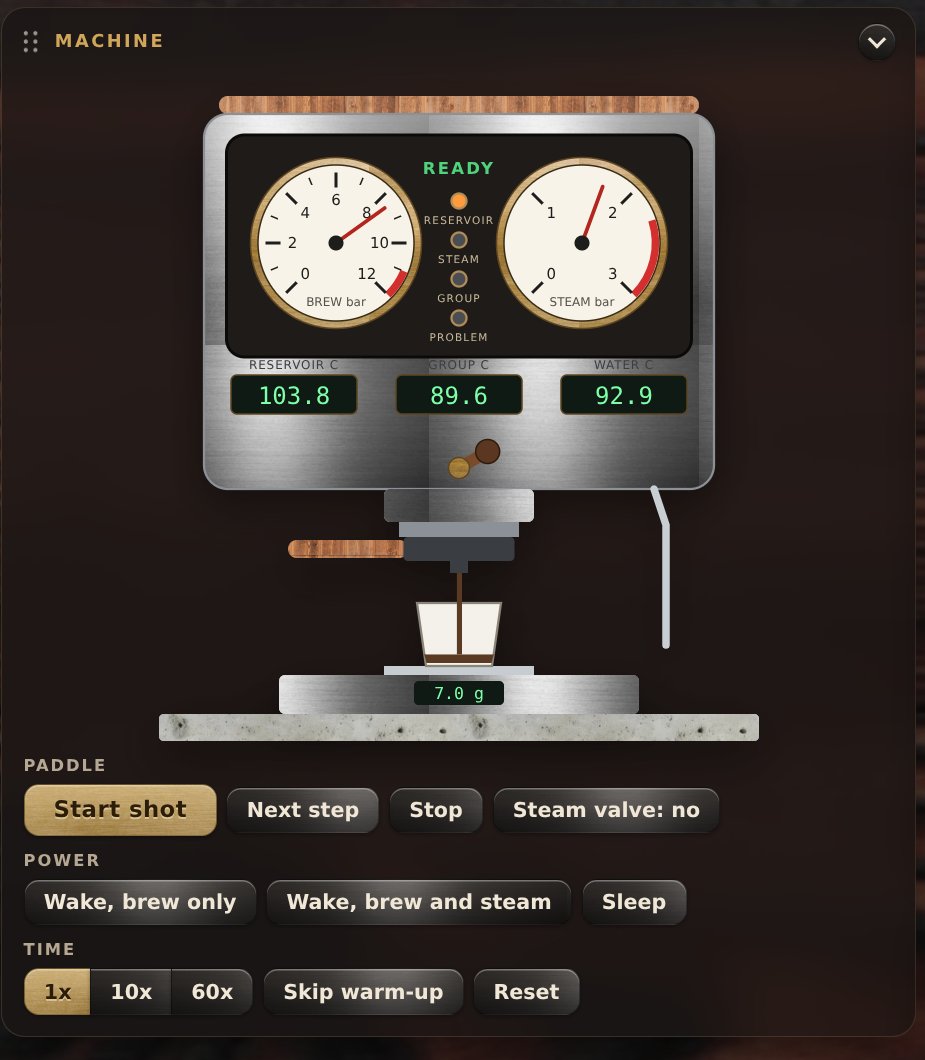 MACHINE
READY
RESERVOIR
STEAM
GROUP
PROBLEM
0 2 4 6 8 10 12
BREW bar
0 1 2 3
STEAM bar
RESERVOIR C GROUP C WATER C
103.8 89.6 92.9
7.0 g
PADDLE
Start shot Next step Stop Steam valve: no
POWER
Wake, brew only Wake, brew and steam Sleep
TIME
1x 10x 60x Skip warm-up Reset